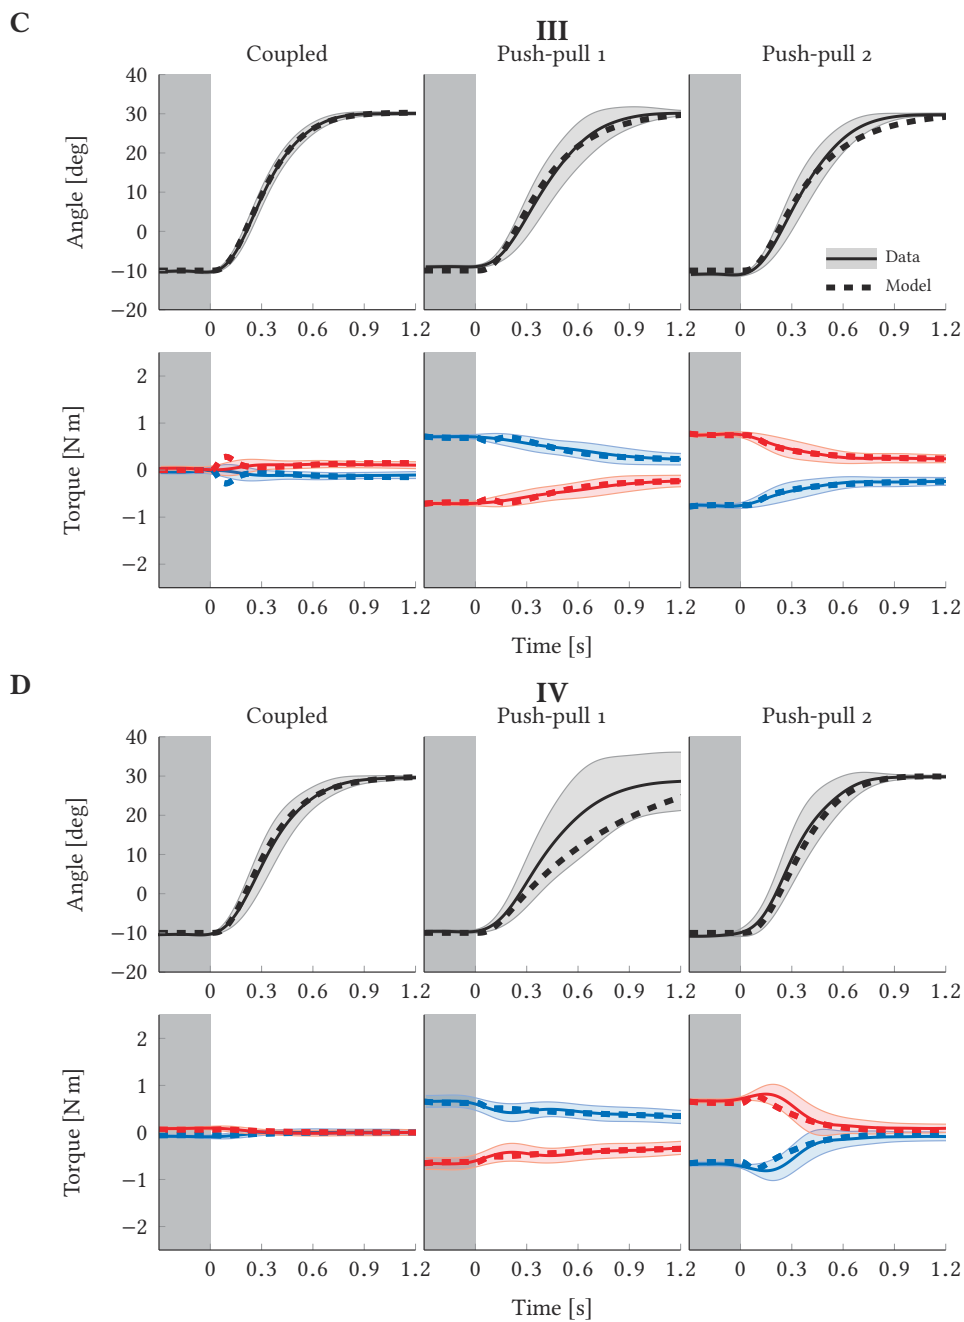 C
III
Coupled Push-pull 1 Push-pull 2
Angle [deg]
40
30
20
10
0
−10
−20
Data
Model
0 0.3 0.6 0.9 1.2 0 0.3 0.6 0.9 1.2 0 0.3 0.6 0.9 1.2
Torque [N m]
2
1
0
−1
−2
0 0.3 0.6 0.9 1.2 0 0.3 0.6 0.9 1.2 0 0.3 0.6 0.9 1.2
Time [s]
D
IV
Coupled Push-pull 1 Push-pull 2
Angle [deg]
40
30
20
10
0
−10
−20
0 0.3 0.6 0.9 1.2 0 0.3 0.6 0.9 1.2 0 0.3 0.6 0.9 1.2
Torque [N m]
2
1
0
−1
−2
0 0.3 0.6 0.9 1.2 0 0.3 0.6 0.9 1.2 0 0.3 0.6 0.9 1.2
Time [s]